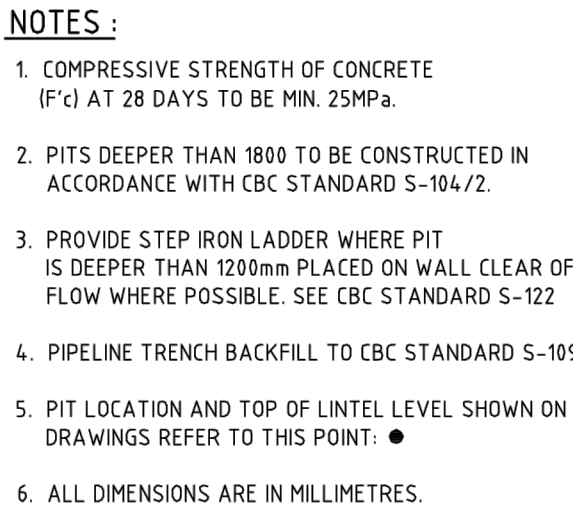 NOTES :
1. COMPRESSIVE STRENGTH OF CONCRETE
(F'c) AT 28 DAYS TO BE MIN. 25MPa.
2. PITS DEEPER THAN 1800 TO BE CONSTRUCTED IN
ACCORDANCE WITH CBC STANDARD S-104/2.
3. PROVIDE STEP IRON LADDER WHERE PIT
IS DEEPER THAN 1200mm PLACED ON WALL CLEAR OF
FLOW WHERE POSSIBLE. SEE CBC STANDARD S-122
4. PIPELINE TRENCH BACKFILL TO CBC STANDARD S-109
5. PIT LOCATION AND TOP OF LINTEL LEVEL SHOWN ON
DRAWINGS REFER TO THIS POINT: ●
6. ALL DIMENSIONS ARE IN MILLIMETRES.